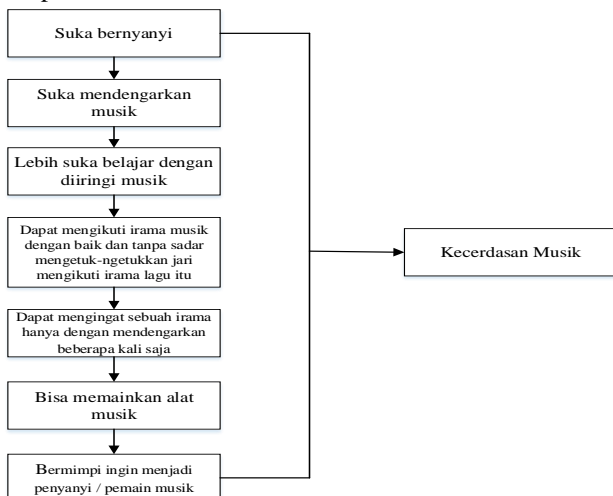 Suka bernyanyi
Suka mendengarkan
musik
Lebih suka belajar dengan
diiringi musik
Dapat mengikuti irama musik
dengan baik dan tanpa sadar
mengetuk-ngetukkan jari
mengikuti irama lagu itu
Dapat mengingat sebuah irama
hanya dengan mendengarkan
beberapa kali saja
Bisa memainkan alat
musik
Bermimpi ingin menjadi
penyanyi / pemain musik
Kecerdasan Musik